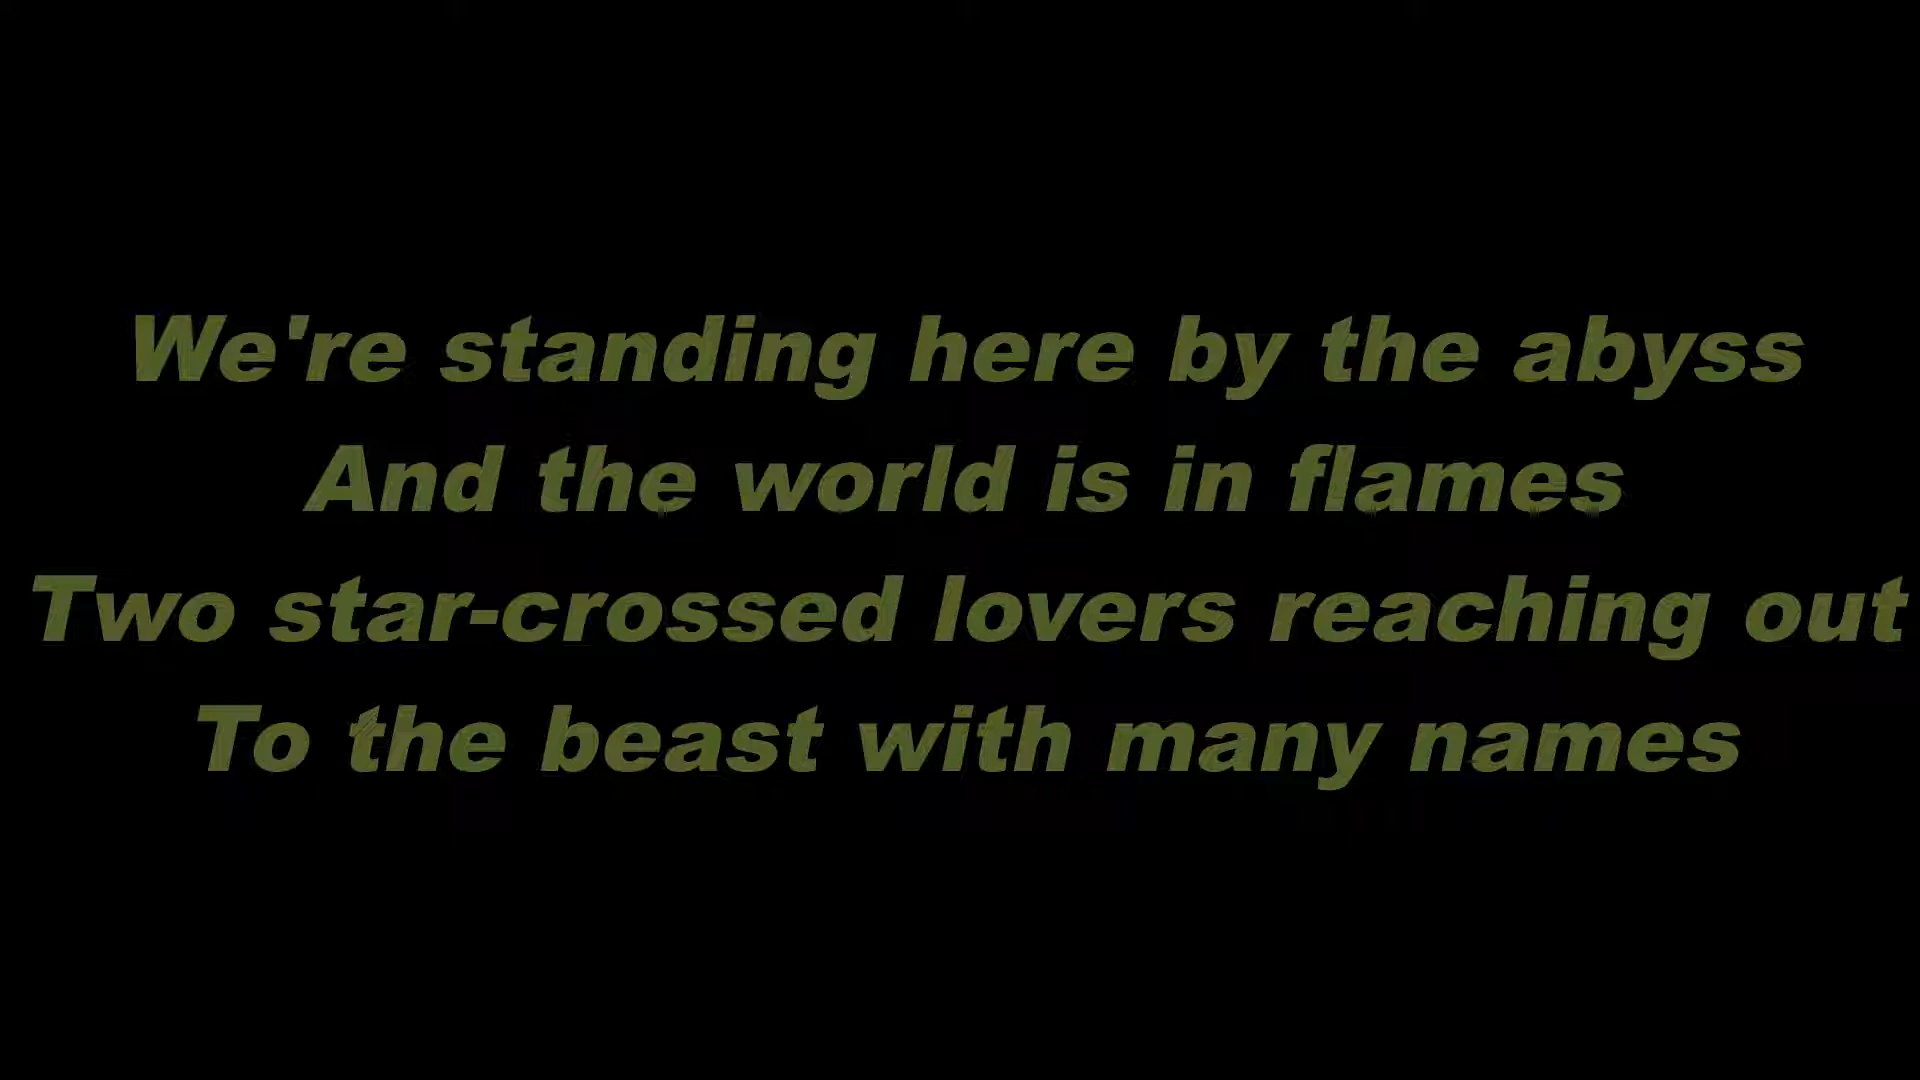 We're standing here by the abyss
And the world is in flames
Two star-crossed lovers reaching out
To the beast with many names